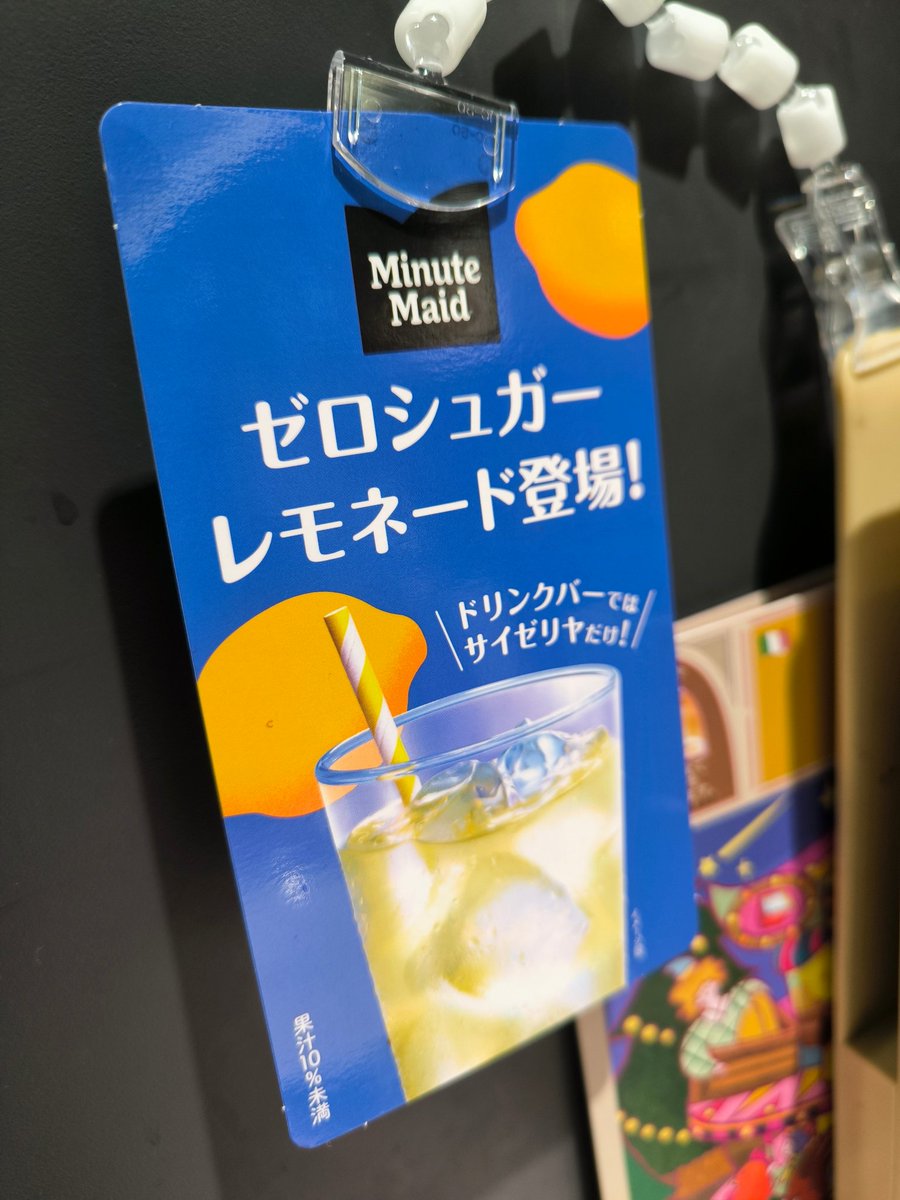 Minute
Maid
ゼロシュガー
レモネード登場!
ドリンクバーでは
サイゼリヤだけ!
果汁10%未満